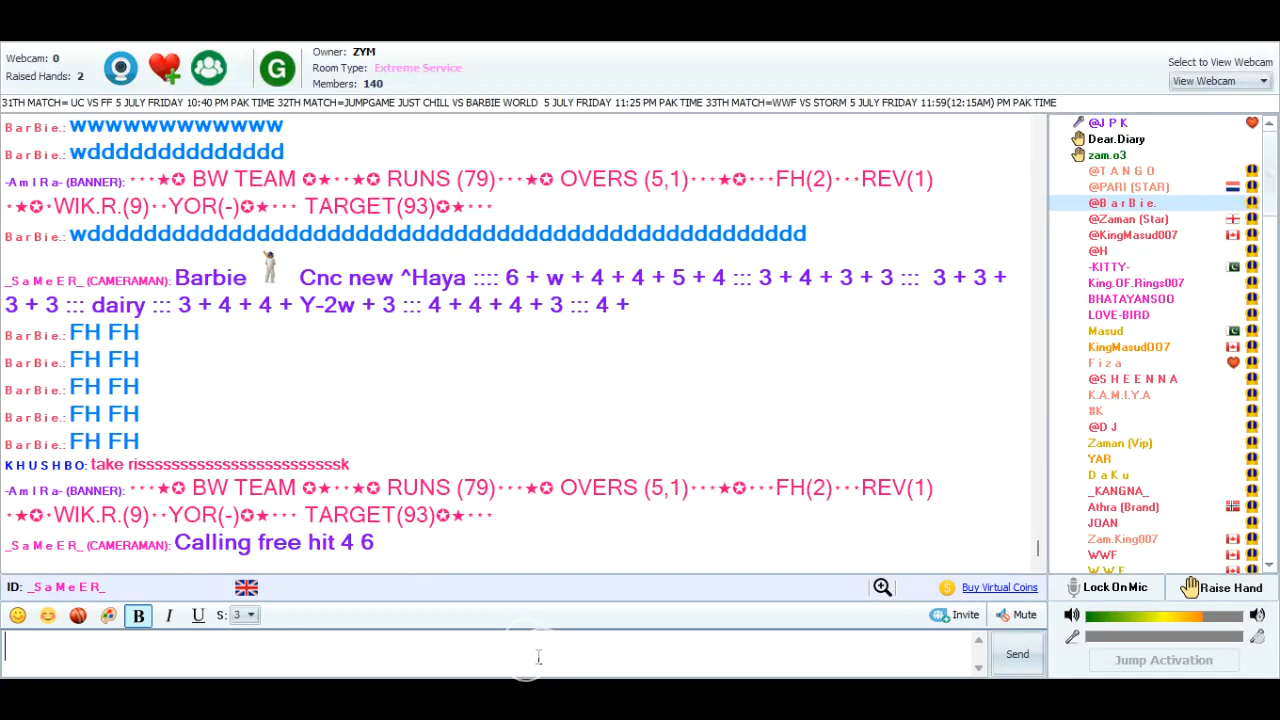 Webcam: 0
Raised Hands: 2
G
Owner: ZYM
Room Type: Extreme Service
Members: 140
Select to View Webcam
View Webcam
31TH MATCH= UC VS FF 5 JULY FRIDAY 10:40 PM PAK TIME 32TH MATCH=JUMPGAME JUST CHILL VS BARBIE WORLD 5 JULY FRIDAY 11:25 PM PAK TIME 33TH MATCH=WWF VS STORM 5 JULY FRIDAY 11:59(12:15AM) PM PAK TIME
B a r B i e .: wwwwwwwwwwwww
B a r B i e .: wdddddddddddddd
-A m I R a- (BANNER): ···★✪ BW TEAM ✪★··★✪ RUNS (79)···★✪ OVERS (5,1)···★✪···FH(2)···REV(1)
·★✪·WIK.R.(9)··YOR(-)✪★··· TARGET(93)✪★···
B a r B i e .: wddddddddddddddddddddddddddddddddddddddddddddddddddd
_S a M e E R_ (CAMERAMAN): Barbie Cnc new ^Haya :::: 6 + w + 4 + 4 + 5 + 4 ::: 3 + 4 + 3 + 3 ::: 3 + 3 +
3 + 3 ::: dairy ::: 3 + 4 + 4 + Y-2w + 3 ::: 4 + 4 + 4 + 3 ::: 4 +
B a r B i e .: FH FH
B a r B i e .: FH FH
B a r B i e .: FH FH
B a r B i e .: FH FH
B a r B i e .: FH FH
K H U S H B O: take risssssssssssssssssssssssssk
-A m I R a- (BANNER): ···★✪ BW TEAM ✪★··★✪ RUNS (79)···★✪ OVERS (5,1)···★✪···FH(2)···REV(1)
·★✪·WIK.R.(9)··YOR(-)✪★··· TARGET(93)✪★···
_S a M e E R_ (CAMERAMAN): Calling free hit 4 6
@J P K
Dear.Diary
zam.o3
@T A N G O
@PARI (STAR)
@B a r B i e.
@Zaman (Star)
@KingMasud007
@H
-KITTY-
King.OF.Rings007
BHATAYANSOO
LOVE-BIRD
Masud
KingMasud007
F i z a
@S H E E N N A
K.A.M.I.Y.A
#K
@D J
Zaman (Vip)
YAR
D a K u
_KANGNA_
Athra (Brand)
JOAN
Zam.King007
WWF
W W F
ID: _S a M e E R_
Buy Virtual Coins
Lock On Mic
Raise Hand
B I U S: 3
Invite
Mute
Send
Jump Activation